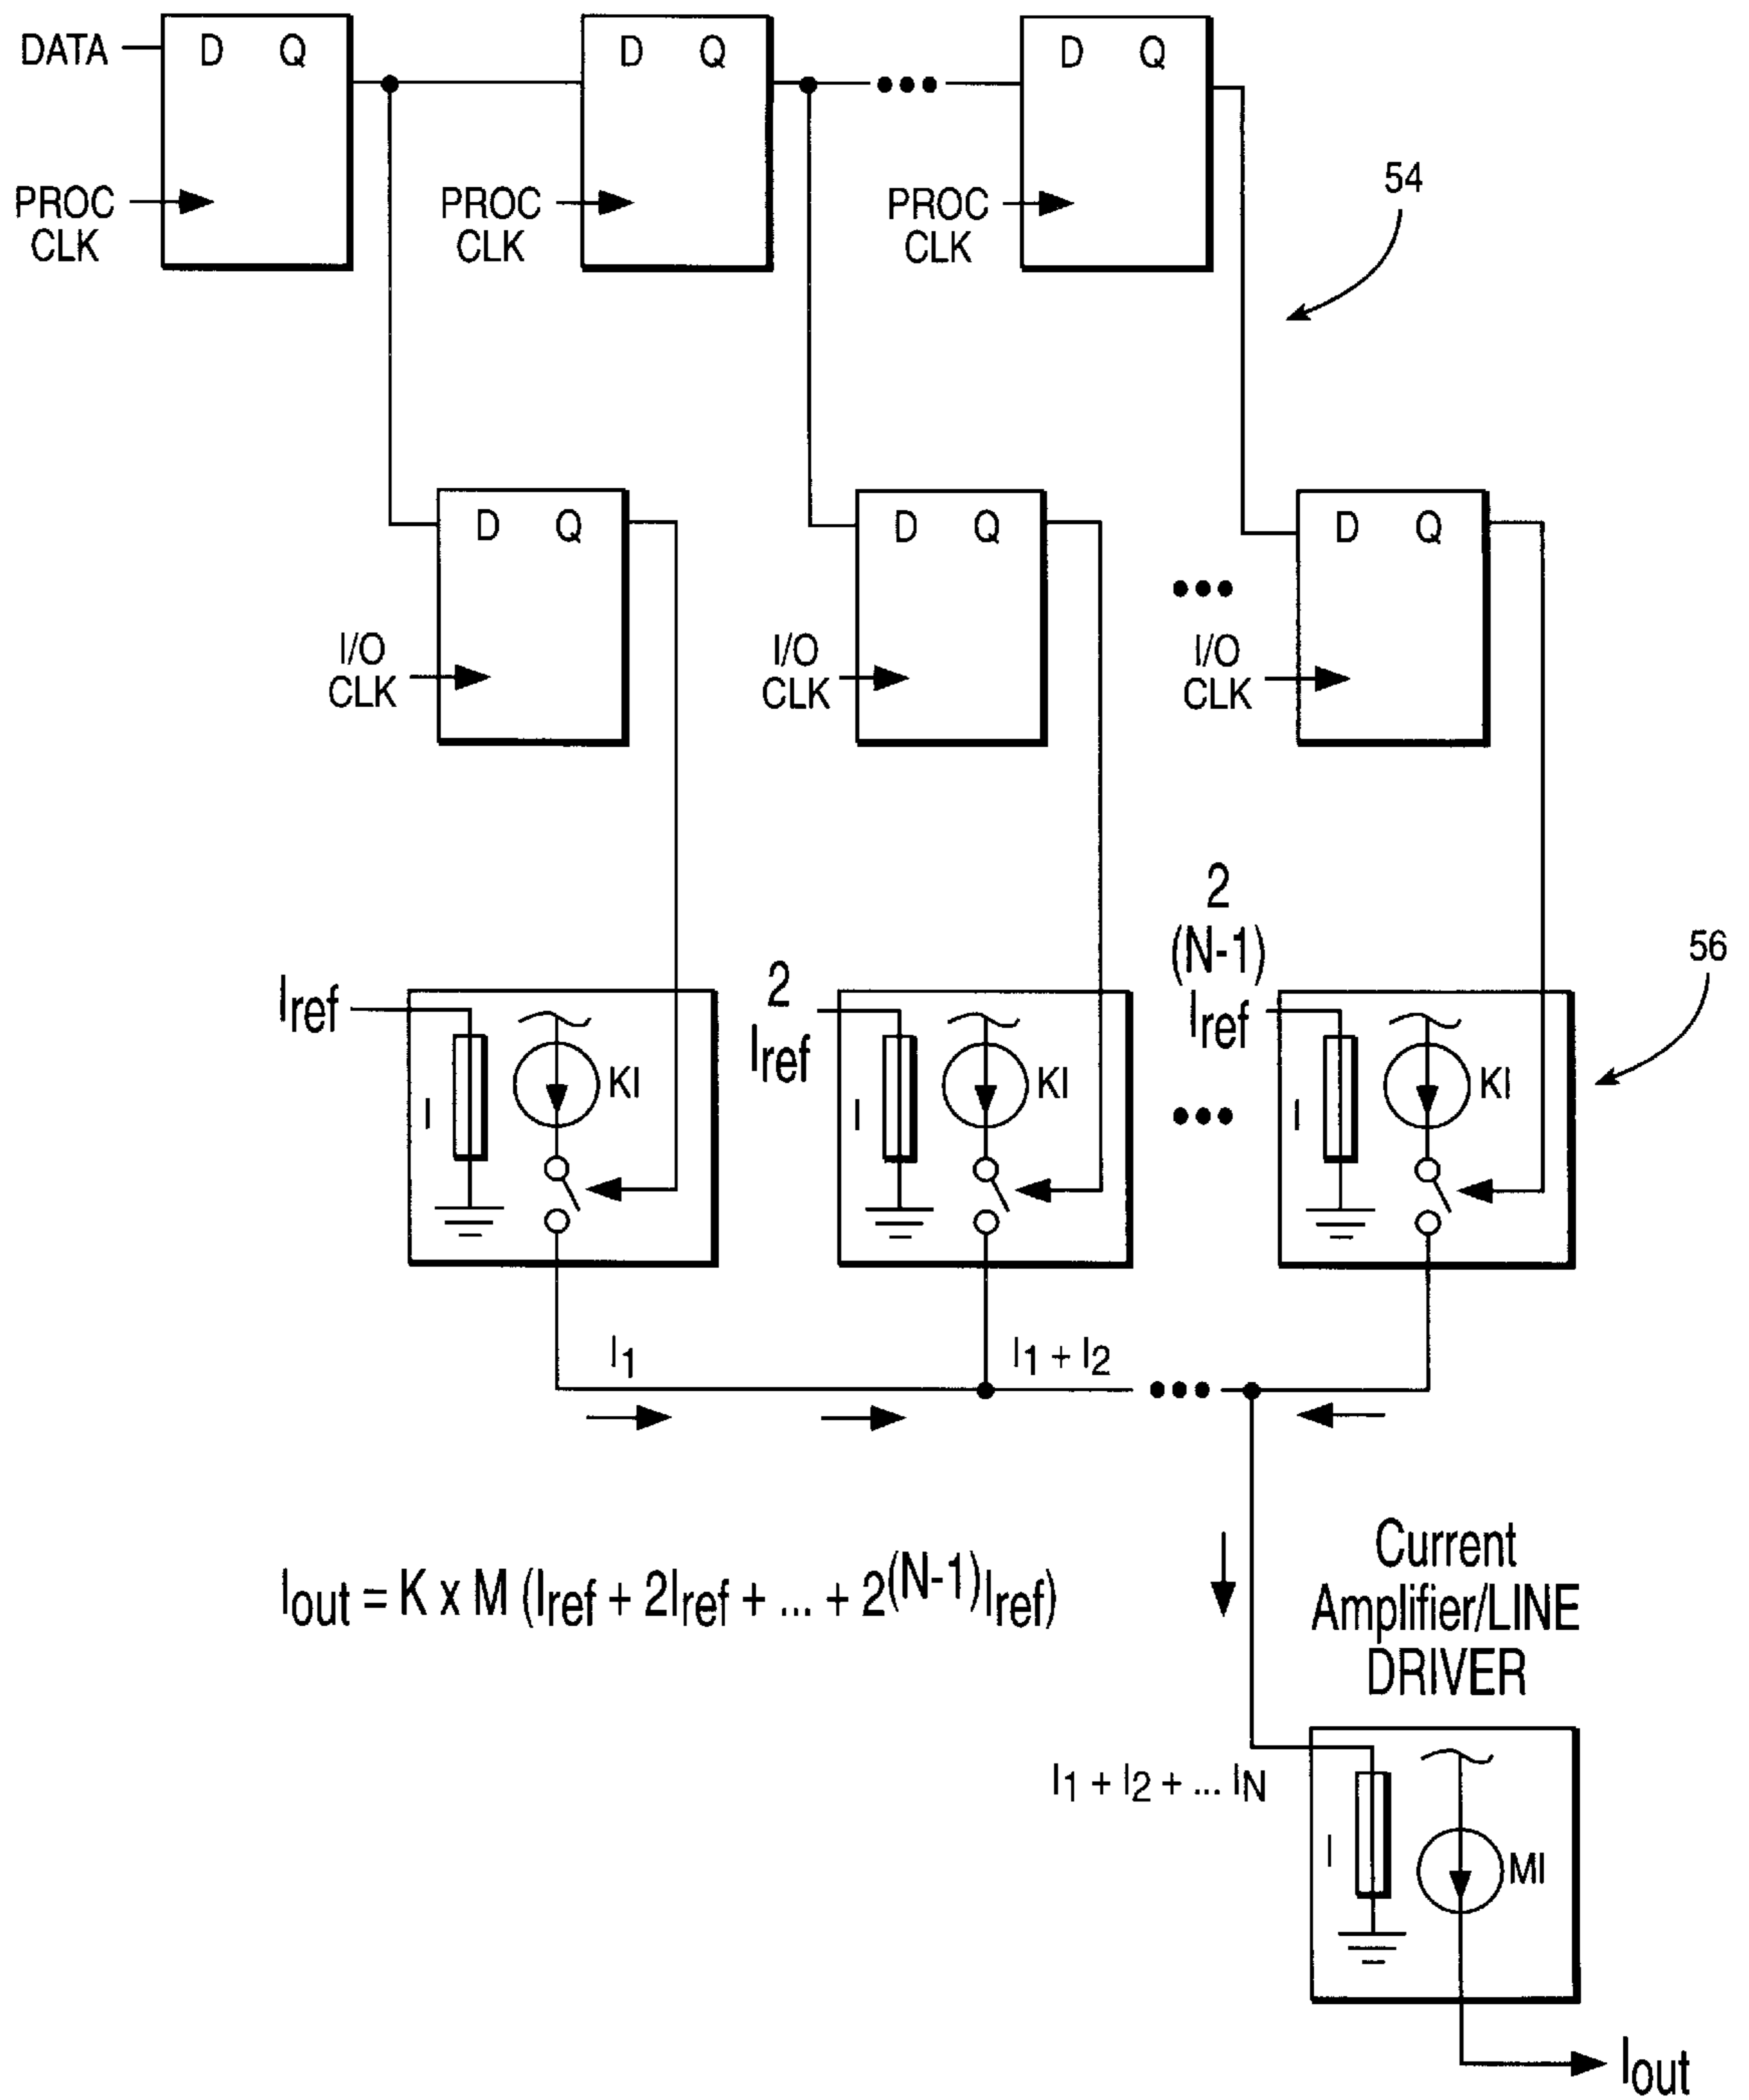 DATA
D Q
D Q
D Q
PROC
CLK
PROC
CLK
PROC
CLK
54
D Q
D Q
D Q
I/O
CLK
I/O
CLK
I/O
CLK
56
Iref
I
KI
2
Iref
I
KI
2
(N-1)
Iref
I
KI
I1
I1 + I2
Iout = K x M (Iref + 2Iref + ... + 2(N-1)Iref)
Current
Amplifier/LINE
DRIVER
I1 + I2 + ... IN
I
MI
Iout